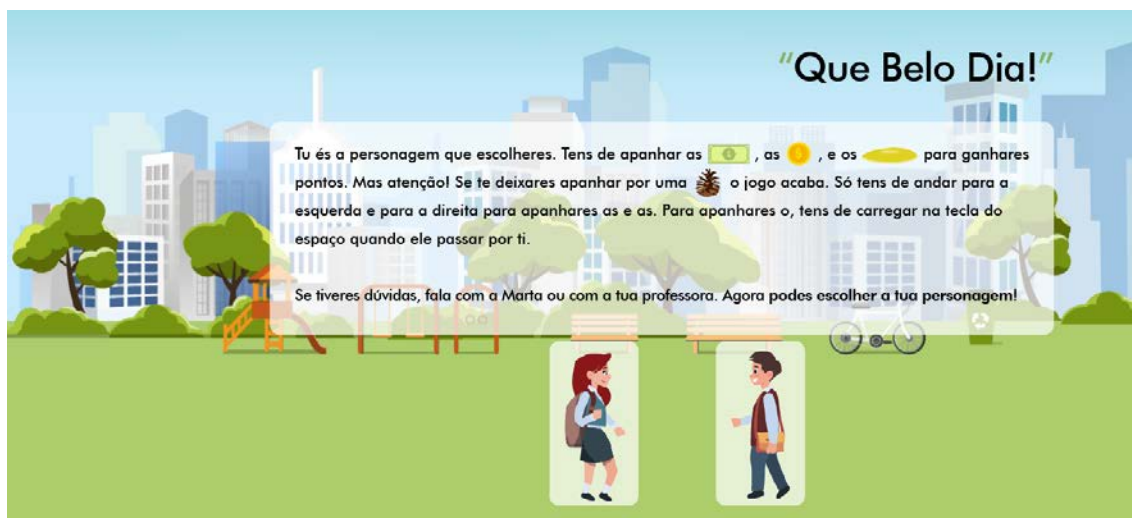 "Que Belo Dia!"
Tu és a personagem que escolheres. Tens de apanhar as , as , e os para ganhares
pontos. Mas atenção! Se te deixares apanhar por uma o jogo acaba. Só tens de andar para a
esquerda e para a direita para apanhares as e as. Para apanhares o, tens de carregar na tecla do
espaço quando ele passar por ti.
Se tiveres dúvidas, fala com a Marta ou com a tua professora. Agora podes escolher a tua personagem!